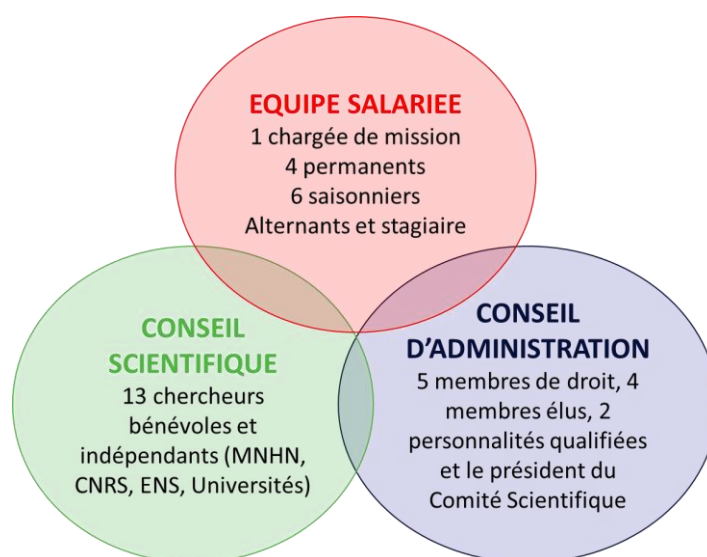 EQUIPE SALARIEE
1 chargée de mission
4 permanents
6 saisonniers
Alternants et stagiaire
CONSEIL
SCIENTIFIQUE
13 chercheurs
bénévoles et
indépendants (MNHN,
CNRS, ENS, Universités)
CONSEIL
D’ADMINISTRATION
5 membres de droit, 4
membres élus, 2
personnalités qualifiées
et le président du
Comité Scientifique